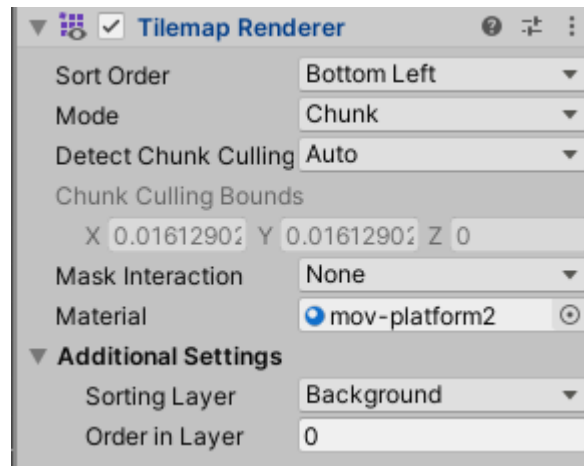 Tilemap Renderer
Sort Order Bottom Left
Mode Chunk
Detect Chunk Culling Auto
Chunk Culling Bounds
X 0.01612902 Y 0.01612902 Z 0
Mask Interaction None
Material mov-platform2
Additional Settings
Sorting Layer Background
Order in Layer 0